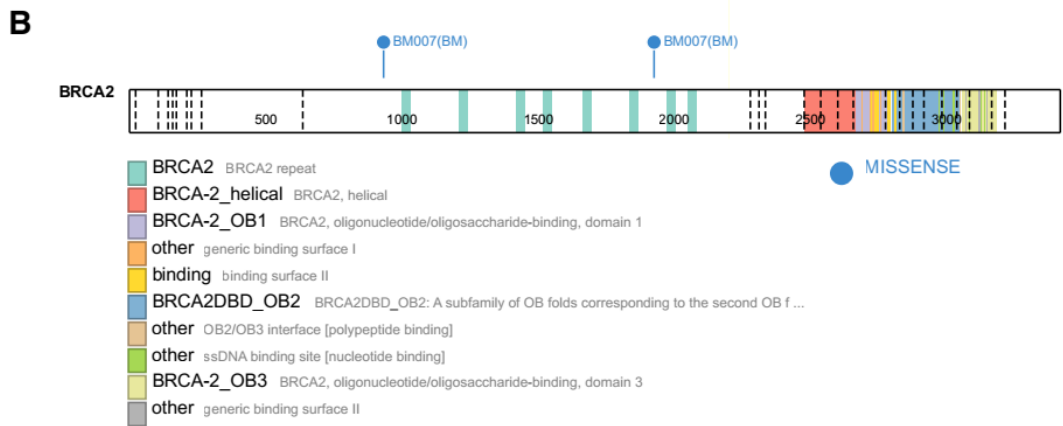 B
BM007(BM) BM007(BM)
BRCA2
500 1000 1500 2000 2500 3000
BRCA2 BRCA2 repeat
MISSENSE
BRCA-2_helical BRCA2, helical
BRCA-2_OB1 BRCA2, oligonucleotide/oligosaccharide-binding, domain 1
other generic binding surface I
binding binding surface II
BRCA2DBD_OB2 BRCA2DBD_OB2: A subfamily of OB folds corresponding to the second OB f ...
other OB2/OB3 interface [polypeptide binding]
other ssDNA binding site [nucleotide binding]
BRCA-2_OB3 BRCA2, oligonucleotide/oligosaccharide-binding, domain 3
other generic binding surface II